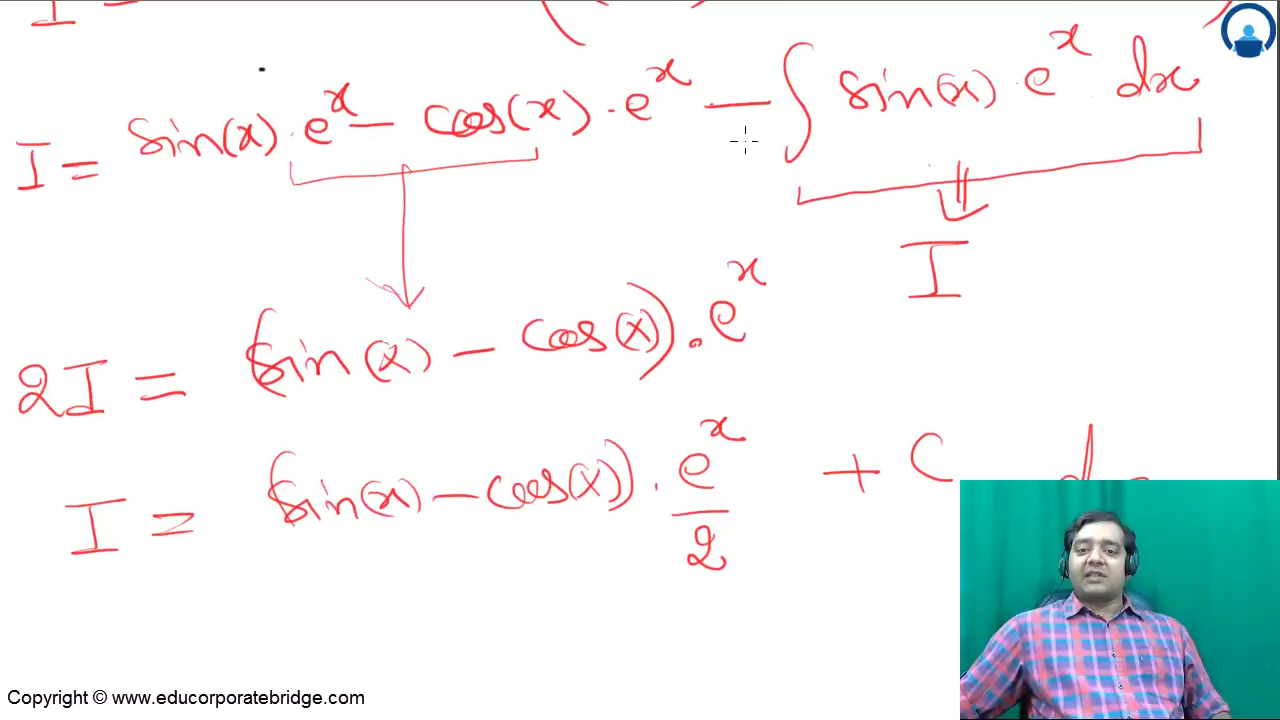 I =
I = sin(x) · e^x − cos(x) · e^x − ∫ sin(x) · e^x dx
I
2I = (sin(x) − cos(x)) · e^x
I = (sin(x) − cos(x)) · e^x/2 + C
Copyright © www.educorporatebridge.com